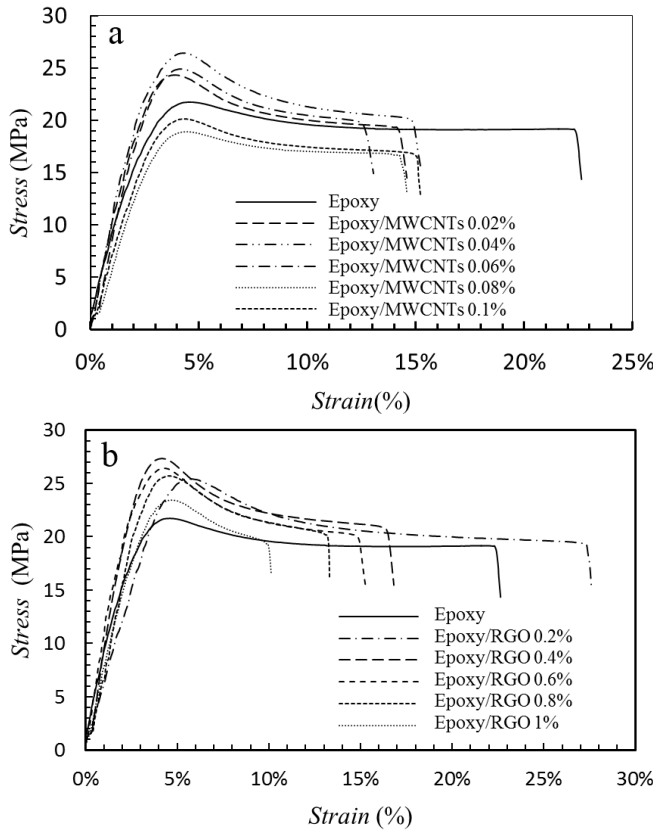 a
30
25
20
15
10
5
0
Stress (MPa)
Epoxy
Epoxy/MWCNTs 0.02%
Epoxy/MWCNTs 0.04%
Epoxy/MWCNTs 0.06%
Epoxy/MWCNTs 0.08%
Epoxy/MWCNTs 0.1%
0% 5% 10% 15% 20% 25%
Strain(%)
b
30
25
20
15
10
5
0
Stress (MPa)
Epoxy
Epoxy/RGO 0.2%
Epoxy/RGO 0.4%
Epoxy/RGO 0.6%
Epoxy/RGO 0.8%
Epoxy/RGO 1%
0% 5% 10% 15% 20% 25% 30%
Strain (%)